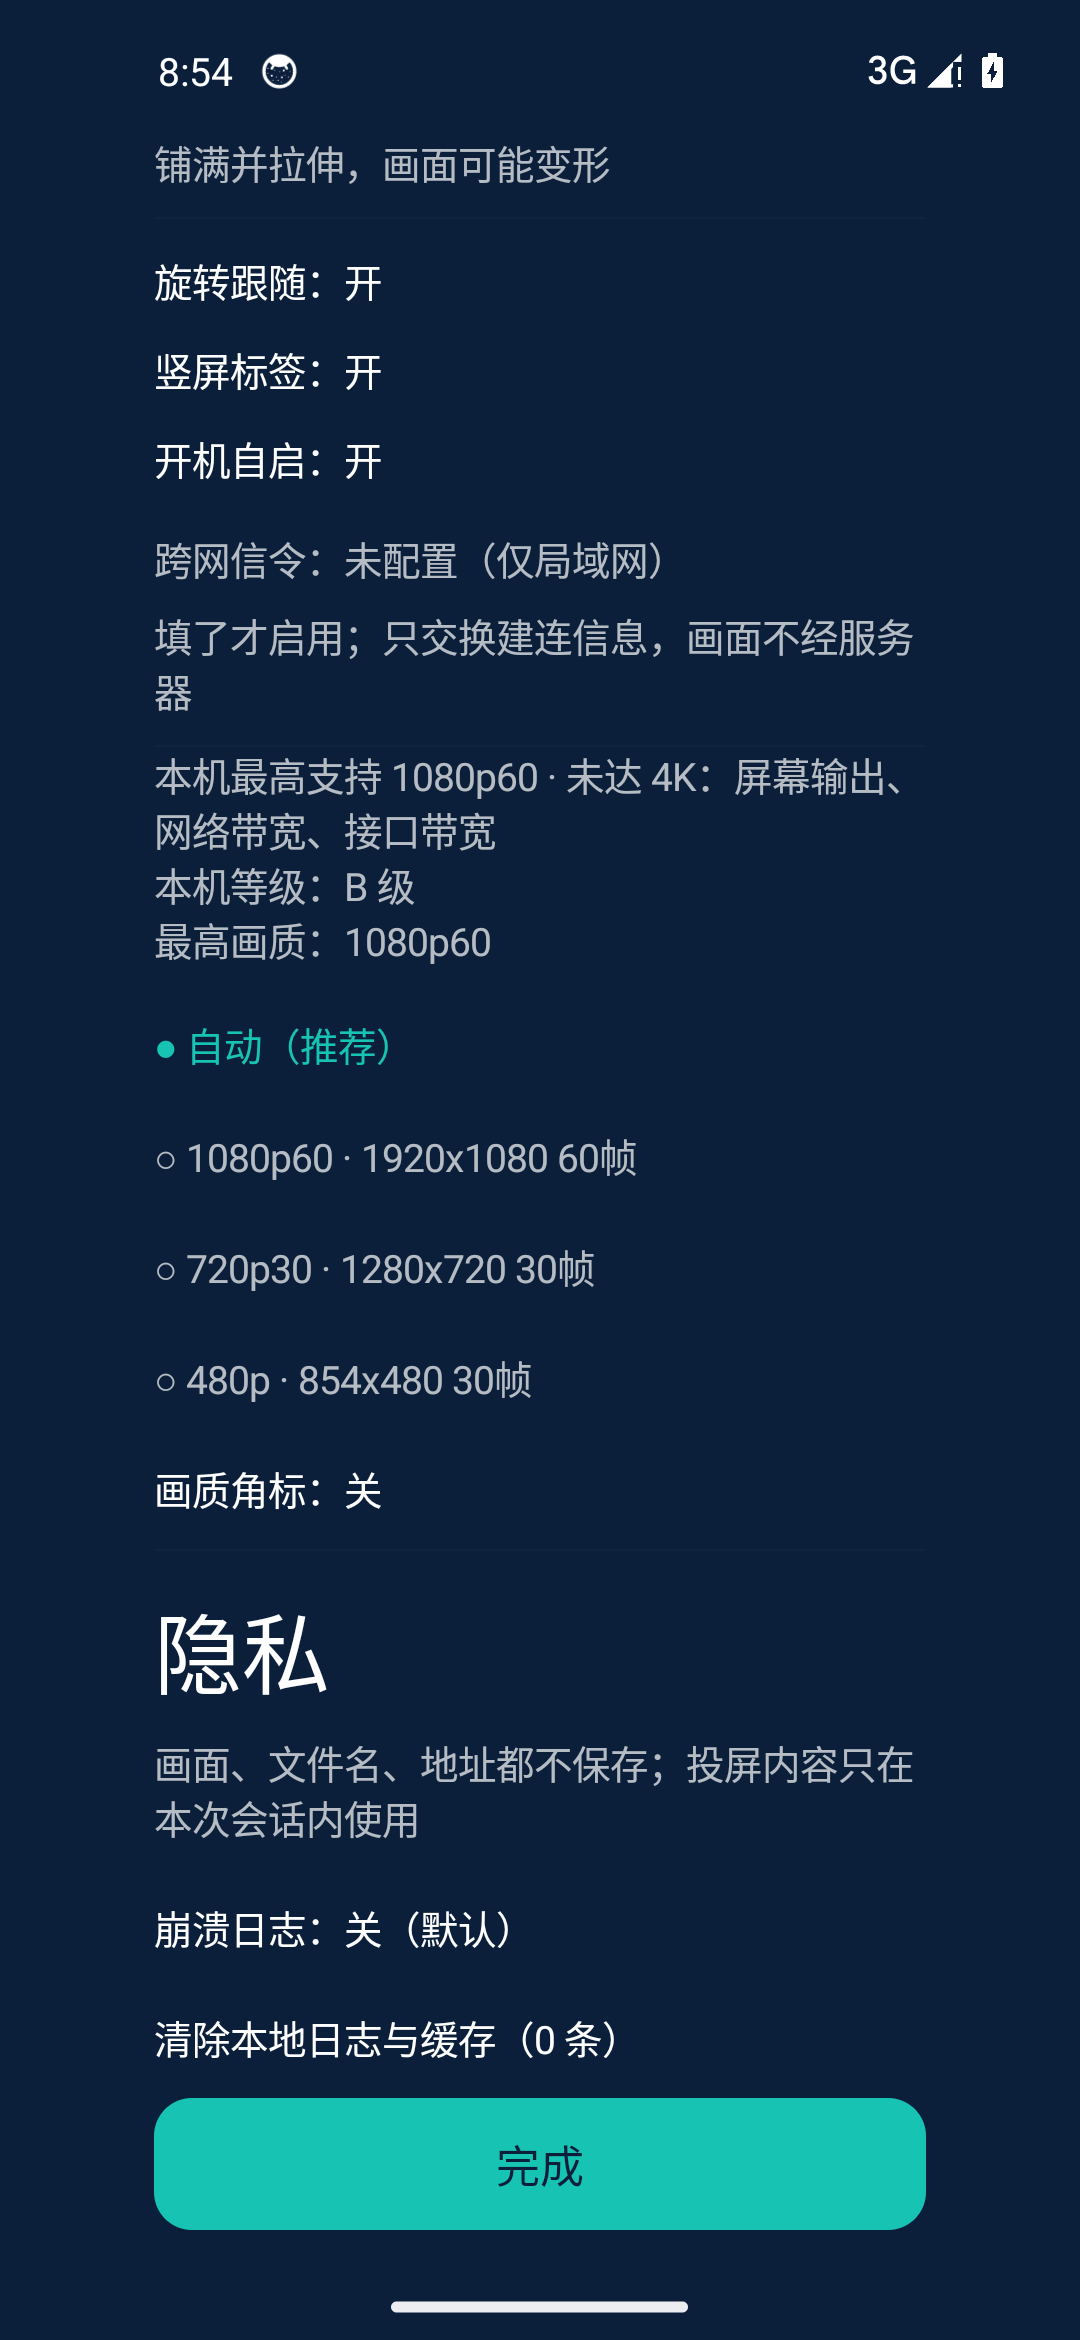 8:54
3G
铺满并拉伸，画面可能变形
旋转跟随：开
竖屏标签：开
开机自启：开
跨网信令：未配置（仅局域网）
填了才启用；只交换建连信息，画面不经服务
器
本机最高支持 1080p60 · 未达 4K：屏幕输出、
网络带宽、接口带宽
本机等级：B 级
最高画质：1080p60
● 自动（推荐）
○ 1080p60 · 1920x1080 60帧
○ 720p30 · 1280x720 30帧
○ 480p · 854x480 30帧
画质角标：关
隐私
画面、文件名、地址都不保存；投屏内容只在
本次会话内使用
崩溃日志：关（默认）
清除本地日志与缓存（0 条）
完成